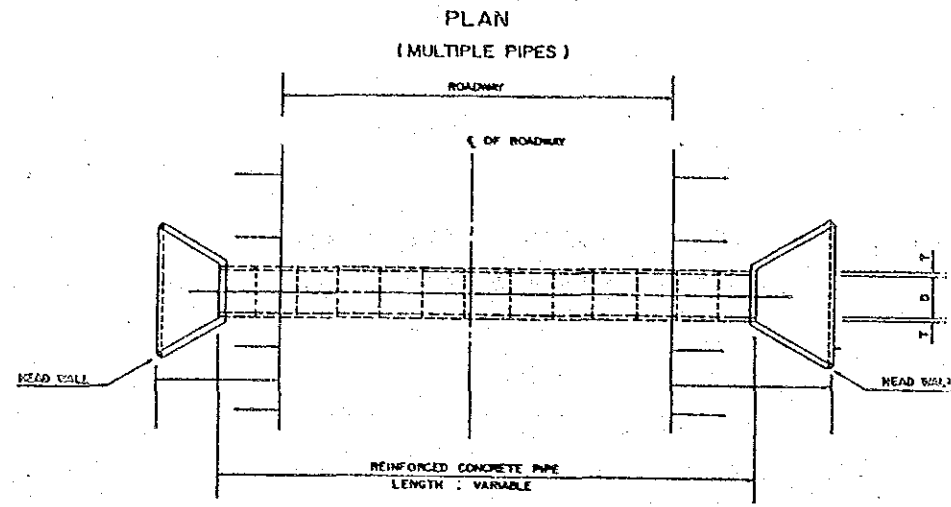 PLAN
( MULTIPLE PIPES )
ROADWAY
℄ OF ROADWAY
T
D
T
HEAD WALL
HEAD WALL
REINFORCED CONCRETE PIPE
LENGTH : VARIABLE